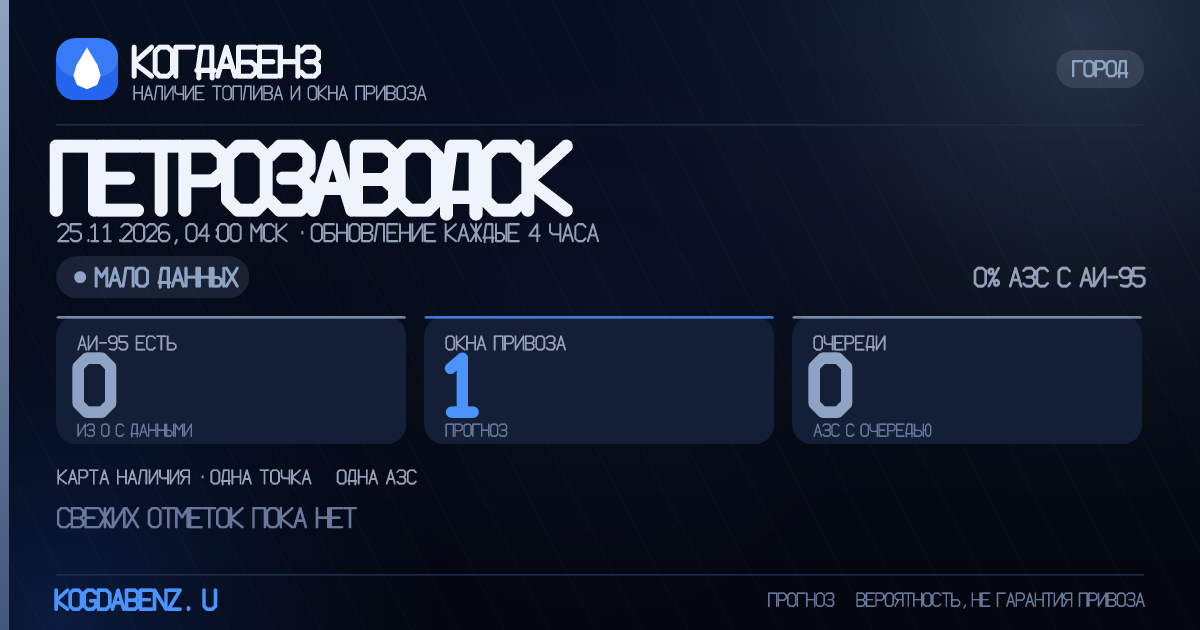 КОГДАБЕНЗ
НАЛИЧИЕ ТОПЛИВА И ОКНА ПРИВОЗА
ГОРОД
ПЕТРОЗАВОДСК
25.11.2026, 04:00 МСК · ОБНОВЛЕНИЕ КАЖДЫЕ 4 ЧАСА
• МАЛО ДАННЫХ
0% АЗС С АИ-95
АИ-95 ЕСТЬ
0
ИЗ 0 С ДАННЫМИ
ОКНА ПРИВОЗА
1
ПРОГНОЗ
ОЧЕРЕДИ
0
АЗС С ОЧЕРЕДЬЮ
КАРТА НАЛИЧИЯ · ОДНА ТОЧКА ОДНА АЗС
СВЕЖИХ ОТМЕТОК ПОКА НЕТ
KOGDABENZ. U
ПРОГНОЗ ВЕРОЯТНОСТЬ, НЕ ГАРАНТИЯ ПРИВОЗА